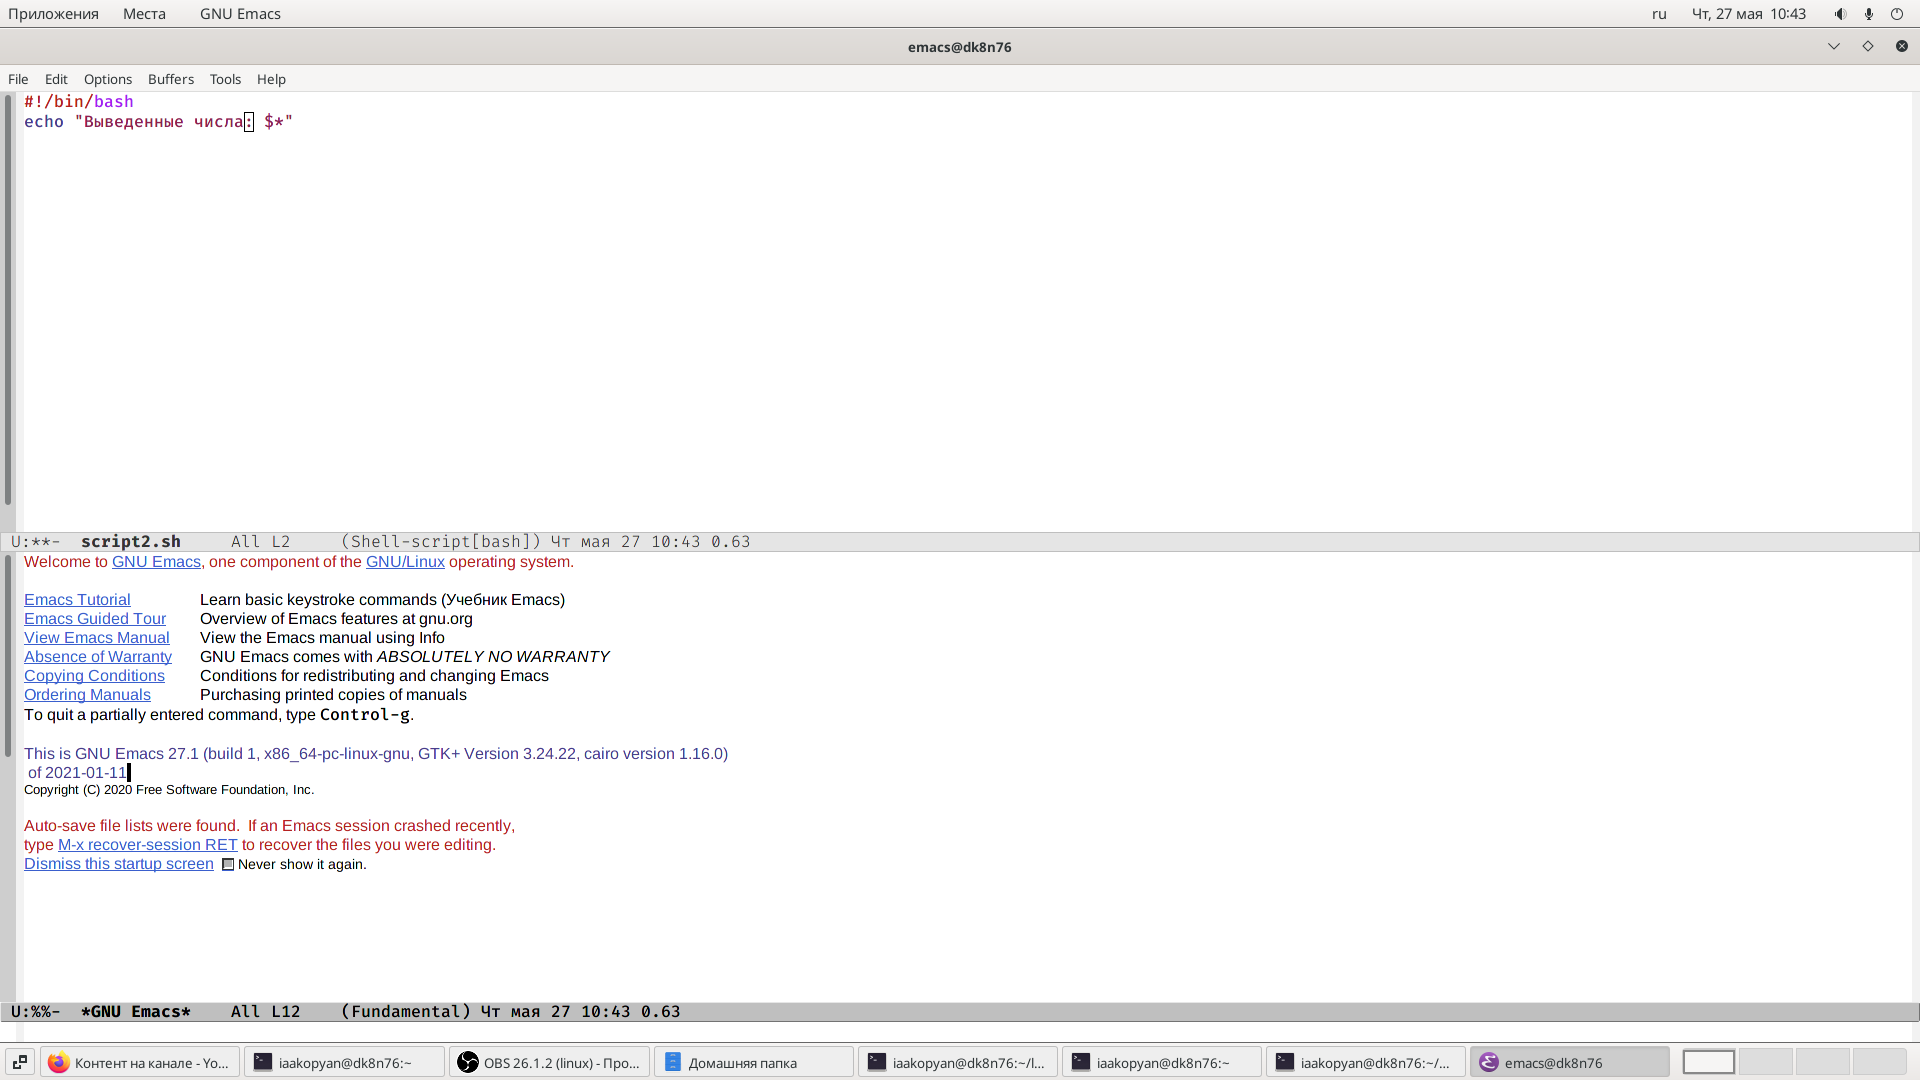 Приложения Места GNU Emacs ru Чт, 27 мая 10:43
emacs@dk8n76
File Edit Options Buffers Tools Help
#!/bin/bash
echo "Выведенные числа: $*"
U:**- script2.sh All L2 (Shell-script[bash]) Чт мая 27 10:43 0.63
Welcome to GNU Emacs, one component of the GNU/Linux operating system.
Emacs Tutorial Learn basic keystroke commands (Учебник Emacs)
Emacs Guided Tour Overview of Emacs features at gnu.org
View Emacs Manual View the Emacs manual using Info
Absence of Warranty GNU Emacs comes with ABSOLUTELY NO WARRANTY
Copying Conditions Conditions for redistributing and changing Emacs
Ordering Manuals Purchasing printed copies of manuals
To quit a partially entered command, type Control-g.
This is GNU Emacs 27.1 (build 1, x86_64-pc-linux-gnu, GTK+ Version 3.24.22, cairo version 1.16.0)
of 2021-01-11
Copyright (C) 2020 Free Software Foundation, Inc.
Auto-save file lists were found. If an Emacs session crashed recently,
type M-x recover-session RET to recover the files you were editing.
Dismiss this startup screen Never show it again.
U:%%- *GNU Emacs* All L12 (Fundamental) Чт мая 27 10:43 0.63
Контент на канале - Yo... iaakopyan@dk8n76:~ OBS 26.1.2 (linux) - Про... Домашняя папка iaakopyan@dk8n76:~/l... iaakopyan@dk8n76:~ iaakopyan@dk8n76:~/... emacs@dk8n76